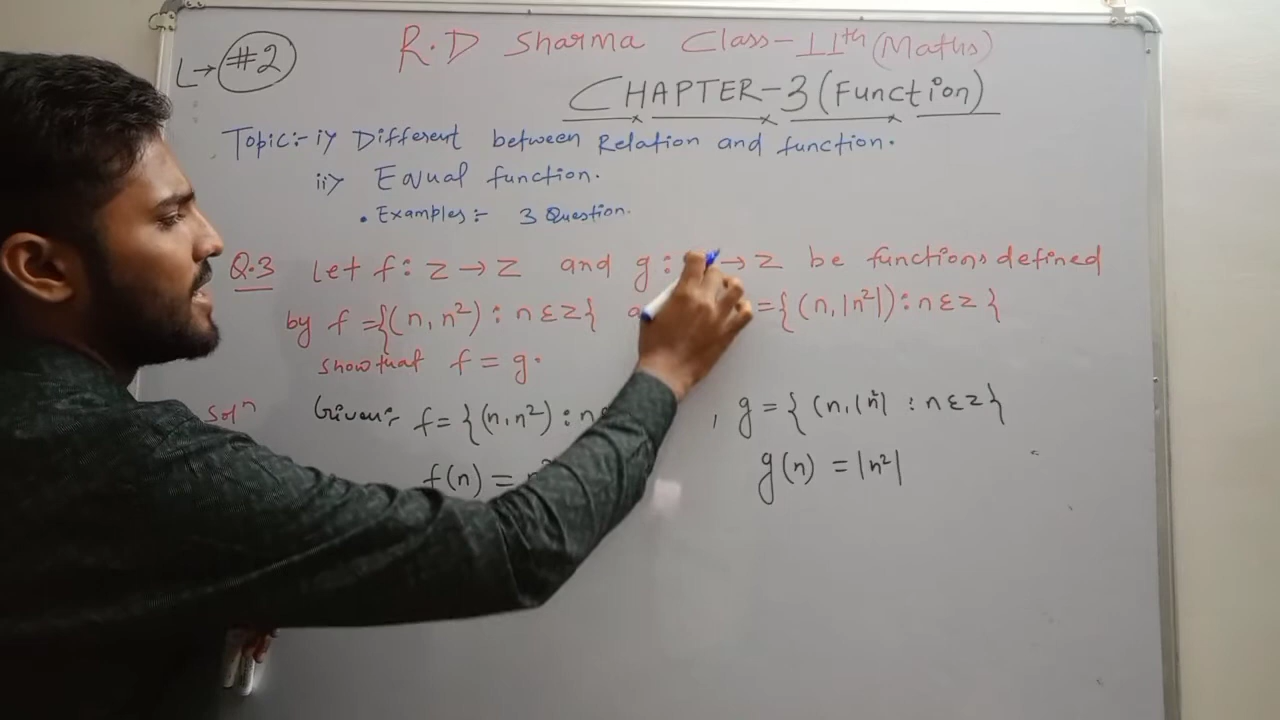 L→ #2
R.D Sharma Class-11th (Maths)
CHAPTER-3 (Function)
Topic:- i> Different between Relation and function.
ii> Equal function.
• Examples:- 3 Question.
Q.3 Let f: Z→Z and g: →Z be functions defined
by f ={(n, n²) : n ε z} ={(n, |n²|) : n ε z}
show that f = g.
Solⁿ Given:- f = {(n, n²) : n , g = { (n, |n²| : n ε z }
f(n) = g(n) = |n²|